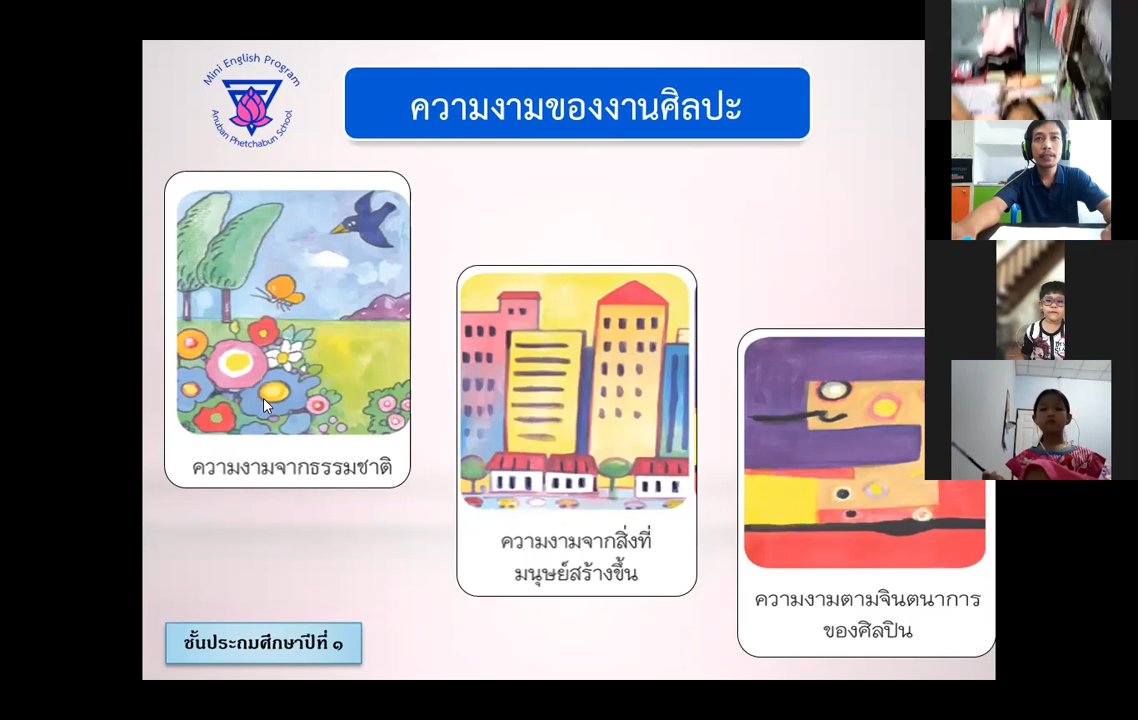 Mini English Program
Anuban Phetchabun School
ความงามของงานศิลปะ
ความงามจากธรรมชาติ
ความงามจากสิ่งที่
มนุษย์สร้างขึ้น
ความงามตามจินตนาการ
ของศิลปิน
ชั้นประถมศึกษาปีที่ ๑